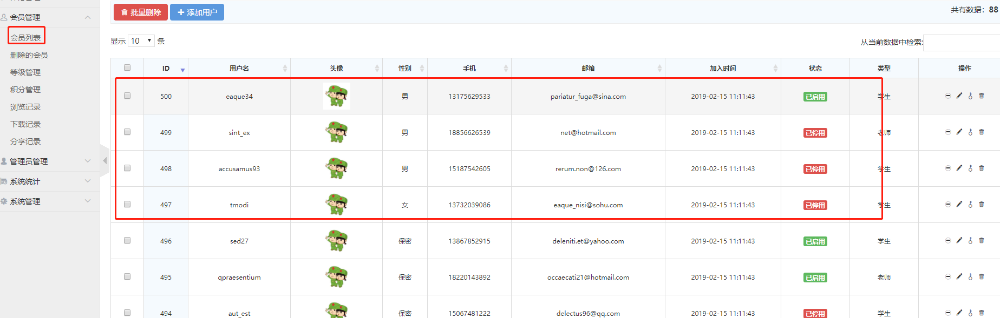 会员管理
会员列表
删除的会员
等级管理
积分管理
浏览记录
下载记录
分享记录
管理员管理
系统统计
系统管理
批量删除 添加用户
共有数据：88
显示 10 条
从当前数据中检索:
ID 用户名 头像 性别 手机 邮箱 加入时间 状态 类型 操作
500 eaque34 男 13175629533 pariatur_fuga@sina.com 2019-02-15 11:11:43 已启用 学生
499 sint_ex 男 18856626539 net@hotmail.com 2019-02-15 11:11:43 已停用 老师
498 accusamus93 男 15187542605 rerum.non@126.com 2019-02-15 11:11:43 已停用 学生
497 tmodi 女 13732039086 eaque_nisi@sohu.com 2019-02-15 11:11:43 已停用 学生
496 sed27 保密 13867852915 deleniti.et@yahoo.com 2019-02-15 11:11:43 已启用 学生
495 qpraesentium 保密 18220143892 occaecati21@hotmail.com 2019-02-15 11:11:43 已启用 老师
494 aut_est 保密 15067481222 delectus96@qq.com 2019-02-15 11:11:43 已停用 学生